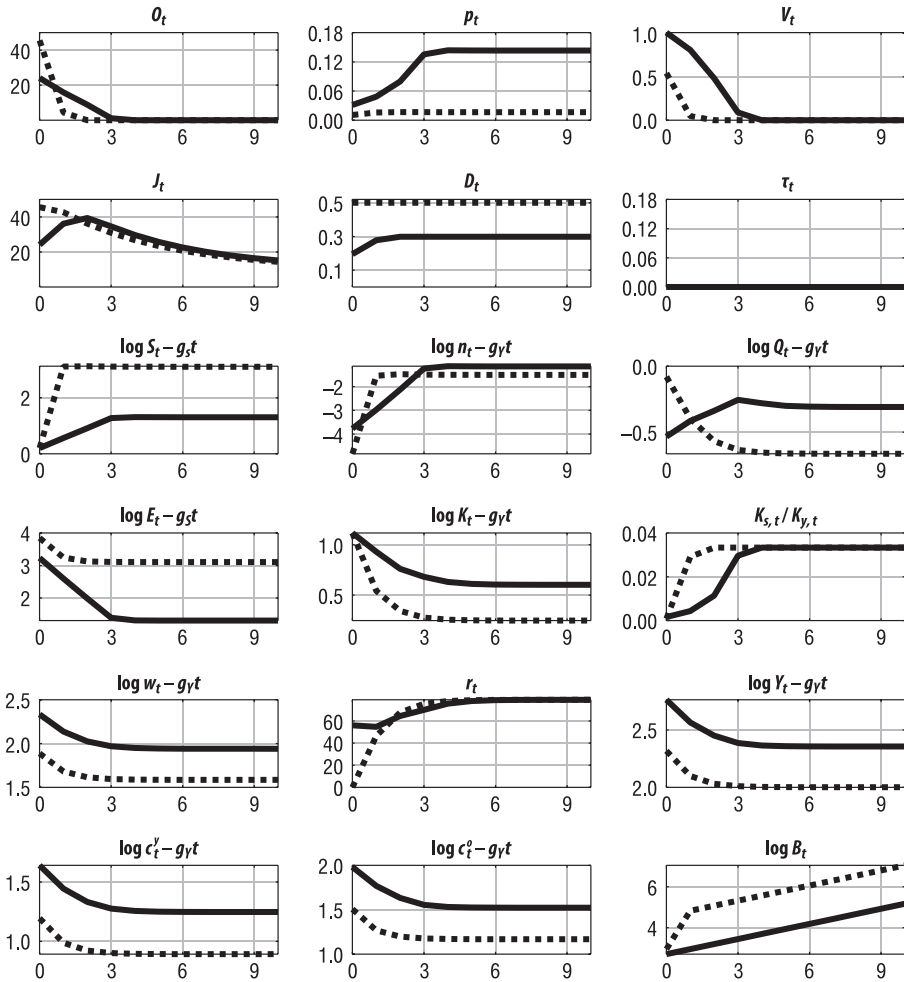 O_t p_t V_t
40 20 0 3 6 9
0.18 0.12 0.06 0.00 0 3 6 9
1.0 0.5 0.0 0 3 6 9
J_t D_t τ_t
40 20 0 3 6 9
0.5 0.3 0.1 0 3 6 9
0.18 0.12 0.06 0.00 0 3 6 9
log S_t – g_s t log n_t – g_Y t log Q_t – g_Y t
2 0 0 3 6 9
–2 –3 –4 0 3 6 9
0.0 –0.5 0 3 6 9
log E_t – g_S t log K_t – g_Y t K_{s,t} / K_{y,t}
4 3 2 0 3 6 9
1.0 0.5 0 3 6 9
0.04 0.02 0.00 0 3 6 9
log w_t – g_Y t r_t log Y_t – g_Y t
2.5 2.0 1.5 0 3 6 9
60 40 20 0 0 3 6 9
2.5 2.0 0 3 6 9
log c_t^y – g_Y t log c_t^o – g_Y t log B_t
1.5 1.0 0 3 6 9
2.0 1.5 1.0 0 3 6 9
6 4 0 3 6 9